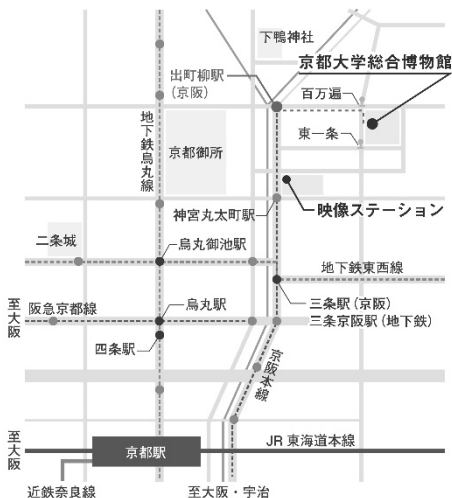 下鴨神社
京都大学総合博物館
出町柳駅
(京阪)
百万遍
地下鉄烏丸線
京都御所
東一条
映像ステーション
神宮丸太町駅
二条城
烏丸御池駅
地下鉄東西線
至大阪
阪急京都線
烏丸駅
三条駅(京阪)
三条京阪駅(地下鉄)
四条駅
京阪本線
至大阪
JR東海道本線
京都駅
近鉄奈良線
至大阪・宇治